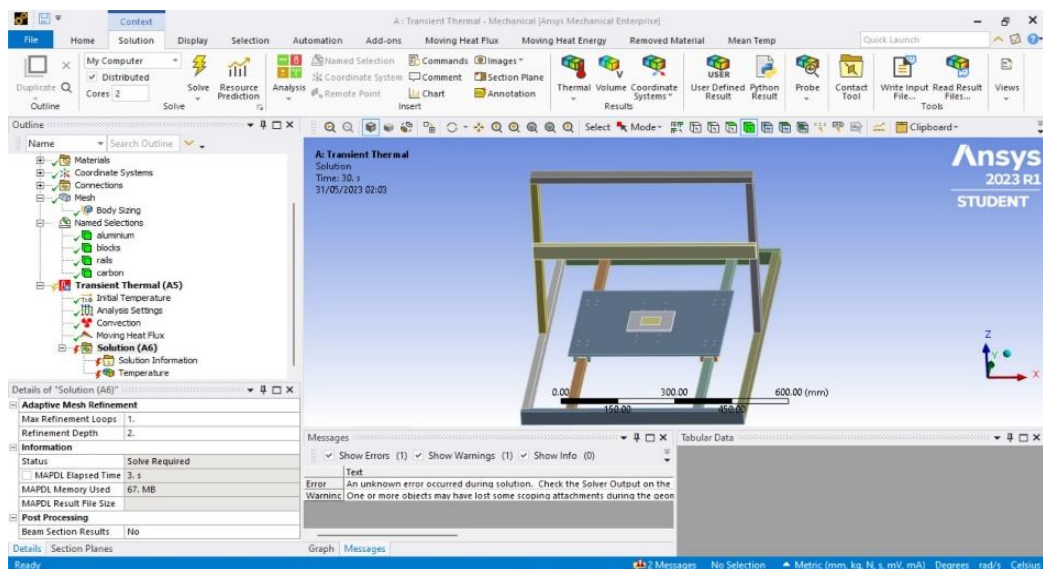 Context
A : Transient Thermal - Mechanical [Ansys Mechanical Enterprise]
File Home Solution Display Selection Automation Add-ons Moving Heat Flux Moving Heat Energy Removed Material Mean Temp Quick Launch
Duplicate Q
Outline
My Computer
Distributed
Cores 2
Solve
Resource Prediction
Solve
Analysis
Named Selection Commands Images
Coordinate System Comment Section Plane
Remote Point Chart Annotation
Insert
Thermal Volume Coordinate Systems User Defined Result Python Result
Results
Probe
Contact Tool
Write Input File... Read Result Files...
Tools
Views
Outline
Select Mode Clipboard
Name Search Outline
Materials
Coordinate Systems
Connections
Mesh
Body Sizing
Named Selections
aluminium
blocks
rails
carbon
Transient Thermal (A5)
Initial Temperature
Analysis Settings
Convection
Moving Heat Flux
Solution (A6)
Solution Information
Temperature
A: Transient Thermal
Solution
Time: 30. s
31/05/2023 02:03
Ansys
2023 R1
STUDENT
Z
Y
X
0.00 300.00 600.00 (mm)
150.00 450.00
Details of "Solution (A6)"
Adaptive Mesh Refinement
Max Refinement Loops 1.
Refinement Depth 2.
Information
Status Solve Required
MAPDL Elapsed Time 3. s
MAPDL Memory Used 67. MB
MAPDL Result File Size
Post Processing
Beam Section Results No
Details Section Planes
Messages
Show Errors (1) Show Warnings (1) Show Info (0)
Text
Error An unknown error occurred during solution. Check the Solver Output on the
Warning One or more objects may have lost some scoping attachments during the geon
Graph Messages
Tabular Data
Ready 2 Messages No Selection Metric (mm, kg, N, s, mV, mA) Degrees rad/s Celsius